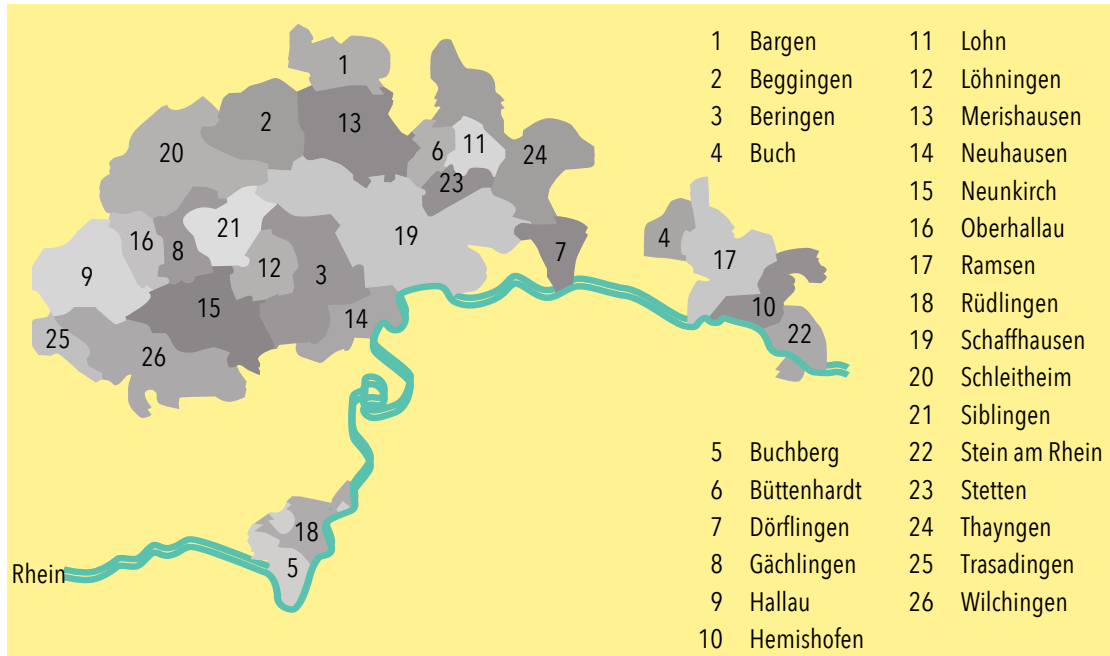 1
2
13
20
6
11
24
23
21
16
8
19
4
7
17
12
3
9
15
10
14
22
25
26
18
5
Rhein
1 Bargen
2 Beggingen
3 Beringen
4 Buch
5 Buchberg
6 Büttenhardt
7 Dörflingen
8 Gächlingen
9 Hallau
10 Hemishofen
11 Lohn
12 Löhningen
13 Merishausen
14 Neuhausen
15 Neunkirch
16 Oberhallau
17 Ramsen
18 Rüdlingen
19 Schaffhausen
20 Schleitheim
21 Siblingen
22 Stein am Rhein
23 Stetten
24 Thayngen
25 Trasadingen
26 Wilchingen